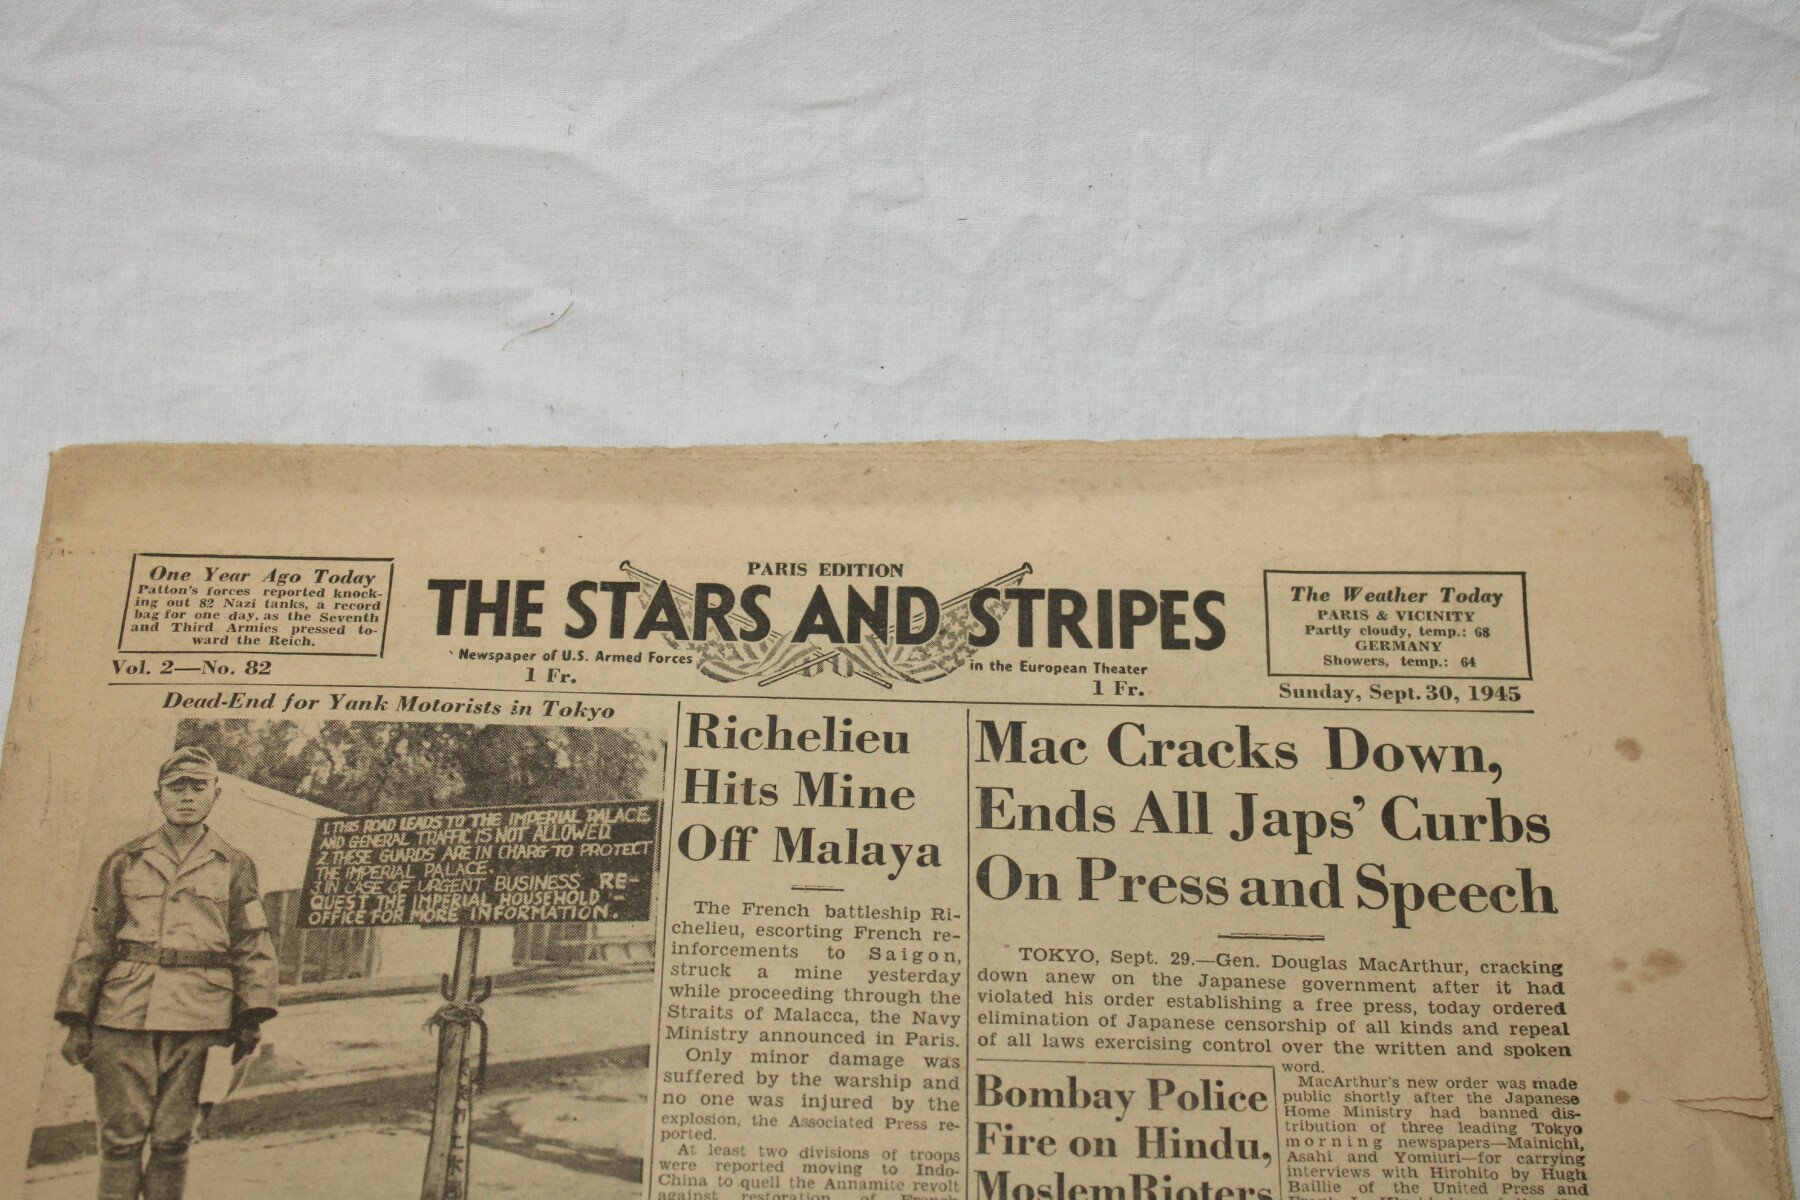 One Year Ago Today
Patton's forces reported knock-
ing out 82 Nazi tanks, a record
bag for one day, as the Seventh
and Third Armies pressed to-
ward the Reich.
Vol. 2—No. 82
PARIS EDITION
THE STARS AND STRIPES
Newspaper of U.S. Armed Forces
in the European Theater
1 Fr.
1 Fr.
The Weather Today
PARIS & VICINITY
Partly cloudy, temp.: 68
GERMANY
Showers, temp.: 64
Sunday, Sept. 30, 1945
Dead-End for Yank Motorists in Tokyo
1. THIS ROAD LEADS TO THE IMPERIAL PALACE
AND GENERAL TRAFFIC IS NOT ALLOWED.
2. THESE GUARDS ARE IN CHARG TO PROTECT
THE IMPERIAL PALACE.
3. IN CASE OF URGENT BUSINESS RE-
QUEST THE IMPERIAL HOUSEHOLD
OFFICE FOR MORE INFORMATION.
Richelieu
Hits Mine
Off Malaya
The French battleship Ri-
chelieu, escorting French re-
inforcements to Saigon,
struck a mine yesterday
while proceeding through the
Straits of Malacca, the Navy
Ministry announced in Paris.
Only minor damage was
suffered by the warship and
no one was injured by the
explosion, the Associated Press re-
ported.
At least two divisions of troops
were reported moving to Indo-
China to quell the Annamite revolt
against restoration of French
Mac Cracks Down,
Ends All Japs' Curbs
On Press and Speech
TOKYO, Sept. 29.—Gen. Douglas MacArthur, cracking
down anew on the Japanese government after it had
violated his order establishing a free press, today ordered
elimination of Japanese censorship of all kinds and repeal
of all laws exercising control over the written and spoken
word.
MacArthur's new order was made
public shortly after the Japanese
Home Ministry had banned dis-
tribution of three leading Tokyo
morning newspapers—Mainichi,
Asahi and Yomiuri—for carrying
interviews with Hirohito by Hugh
Baillie of the United Press and
Bombay Police
Fire on Hindu,
Moslem Rioters